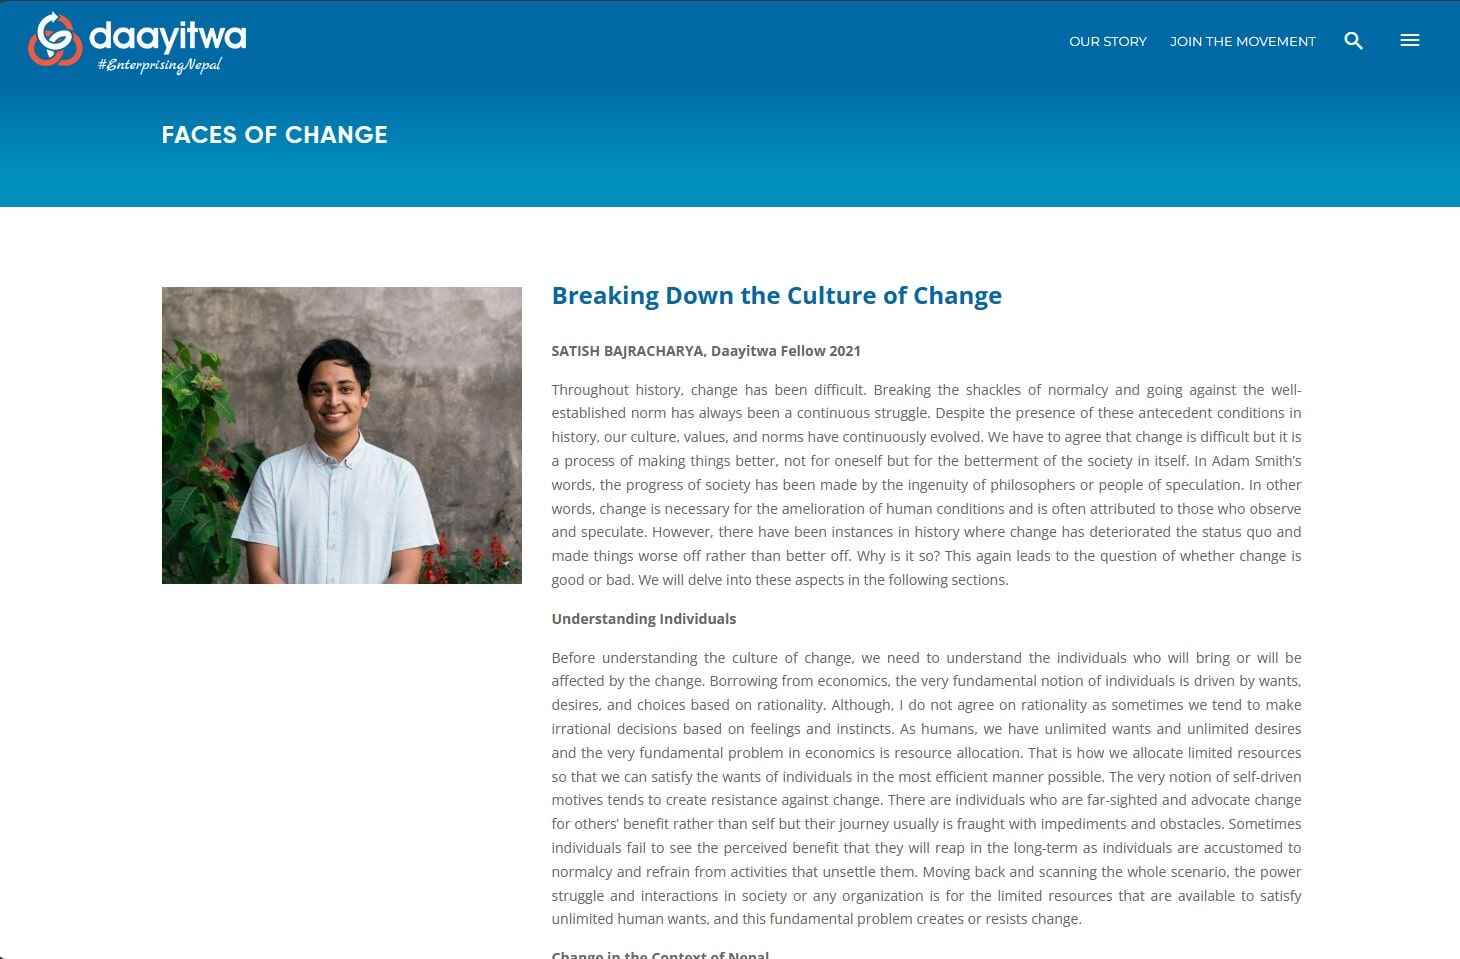 daayitwa
#EnterprisingNepal
OUR STORY
JOIN THE MOVEMENT
FACES OF CHANGE
Breaking Down the Culture of Change
SATISH BAJRACHARYA, Daayitwa Fellow 2021
Throughout history, change has been difficult. Breaking the shackles of normalcy and going against the well-
established norm has always been a continuous struggle. Despite the presence of these antecedent conditions in
history, our culture, values, and norms have continuously evolved. We have to agree that change is difficult but it is
a process of making things better, not for oneself but for the betterment of the society in itself. In Adam Smith’s
words, the progress of society has been made by the ingenuity of philosophers or people of speculation. In other
words, change is necessary for the amelioration of human conditions and is often attributed to those who observe
and speculate. However, there have been instances in history where change has deteriorated the status quo and
made things worse off rather than better off. Why is it so? This again leads to the question of whether change is
good or bad. We will delve into these aspects in the following sections.
Understanding Individuals
Before understanding the culture of change, we need to understand the individuals who will bring or will be
affected by the change. Borrowing from economics, the very fundamental notion of individuals is driven by wants,
desires, and choices based on rationality. Although, I do not agree on rationality as sometimes we tend to make
irrational decisions based on feelings and instincts. As humans, we have unlimited wants and unlimited desires
and the very fundamental problem in economics is resource allocation. That is how we allocate limited resources
so that we can satisfy the wants of individuals in the most efficient manner possible. The very notion of self-driven
motives tends to create resistance against change. There are individuals who are far-sighted and advocate change
for others’ benefit rather than self but their journey usually is fraught with impediments and obstacles. Sometimes
individuals fail to see the perceived benefit that they will reap in the long-term as individuals are accustomed to
normalcy and refrain from activities that unsettle them. Moving back and scanning the whole scenario, the power
struggle and interactions in society or any organization is for the limited resources that are available to satisfy
unlimited human wants, and this fundamental problem creates or resists change.
Change in the Context of Nepal